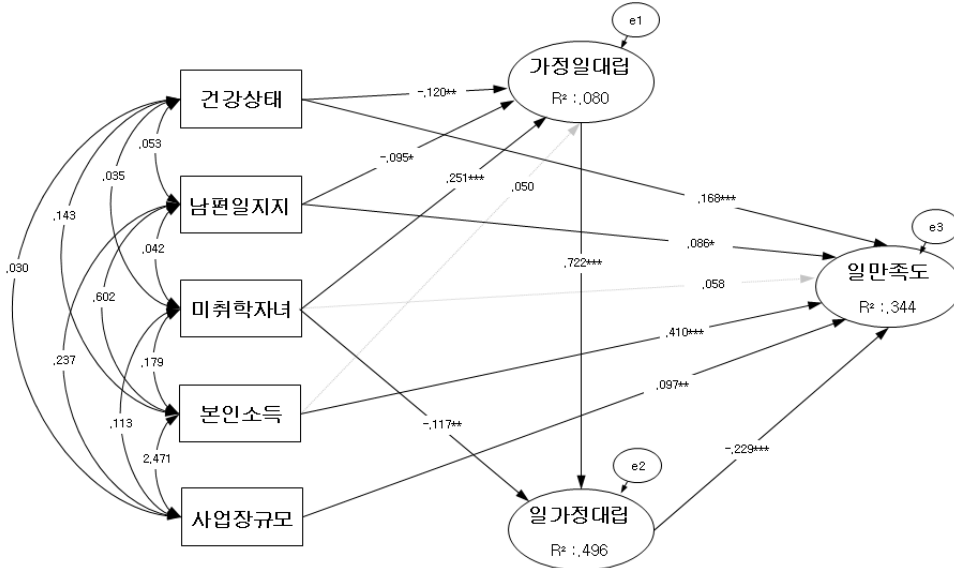 e1
가정일대립
R² : .080
건강상태
-.120**
.053
-.095*
.035
.251***
.050
남편일지지
.168***
.143
e3
.086*
.042
일만족도
.722***
.030
.058
.602
미취학자녀
R² : .344
.410***
.237
.179
.097**
본인소득
.113
-.117**
-.229***
2.471
e2
사업장규모
일가정대립
R² : .496